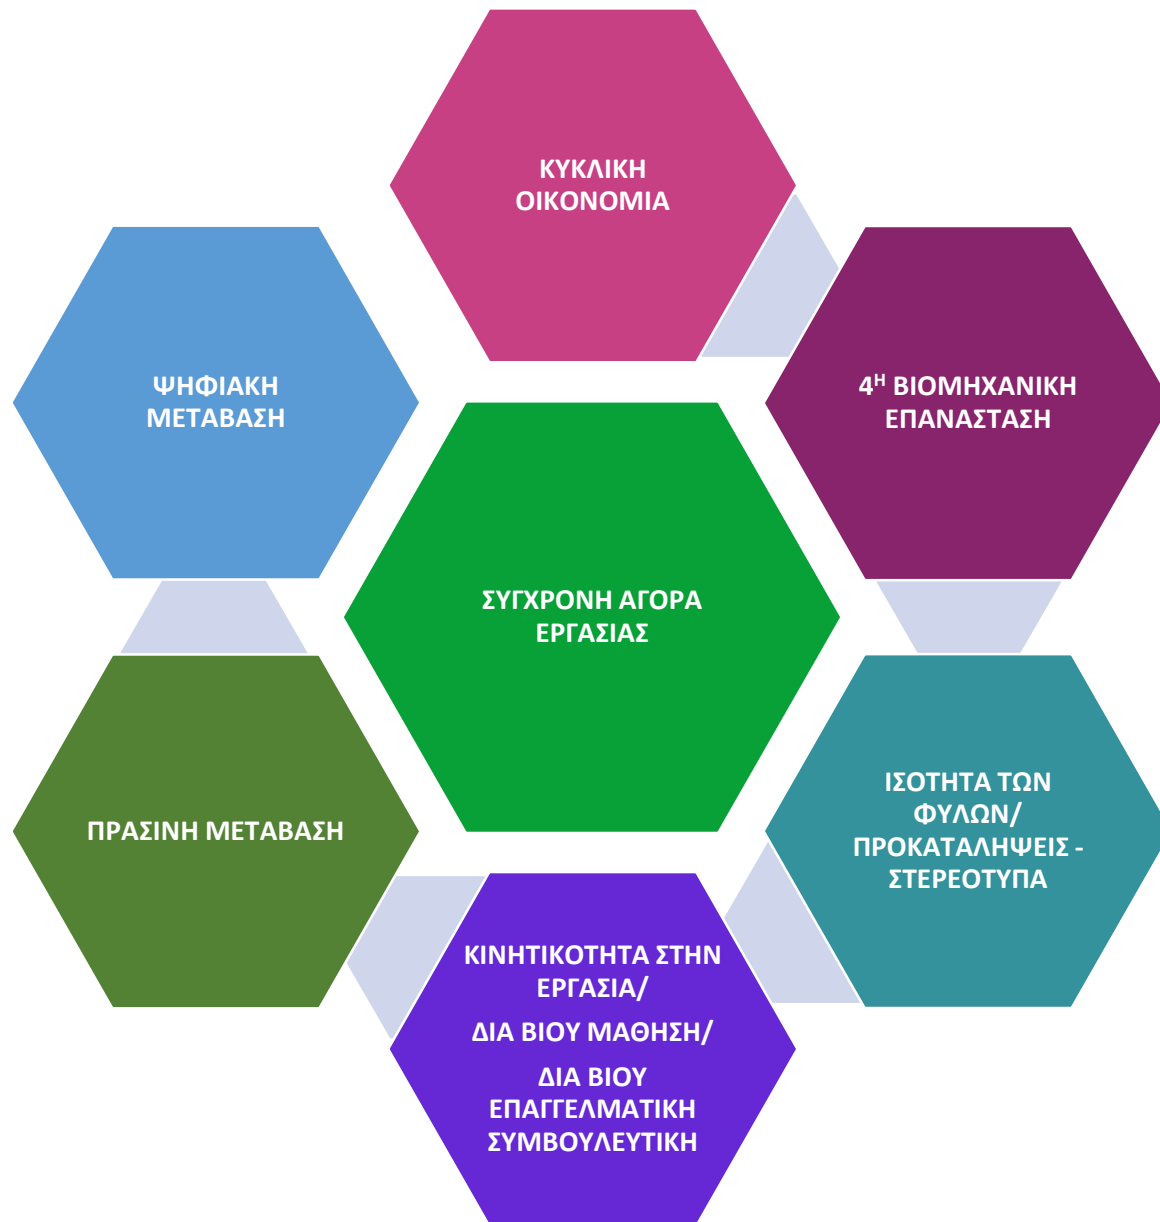 ΚΥΚΛΙΚΗ
ΟΙΚΟΝΟΜΙΑ
4Η ΒΙΟΜΗΧΑΝΙΚΗ
ΕΠΑΝΑΣΤΑΣΗ
ΙΣΟΤΗΤΑ ΤΩΝ
ΦΥΛΩΝ/
ΠΡΟΚΑΤΑΛΗΨΕΙΣ -
ΣΤΕΡΕΟΤΥΠΑ
ΚΙΝΗΤΙΚΟΤΗΤΑ ΣΤΗΝ
ΕΡΓΑΣΙΑ/
ΔΙΑ ΒΙΟΥ ΜΑΘΗΣΗ/
ΔΙΑ ΒΙΟΥ
ΕΠΑΓΓΕΛΜΑΤΙΚΗ
ΣΥΜΒΟΥΛΕΥΤΙΚΗ
ΠΡΑΣΙΝΗ ΜΕΤΑΒΑΣΗ
ΨΗΦΙΑΚΗ
ΜΕΤΑΒΑΣΗ
ΣΥΓΧΡΟΝΗ ΑΓΟΡΑ
ΕΡΓΑΣΙΑΣ